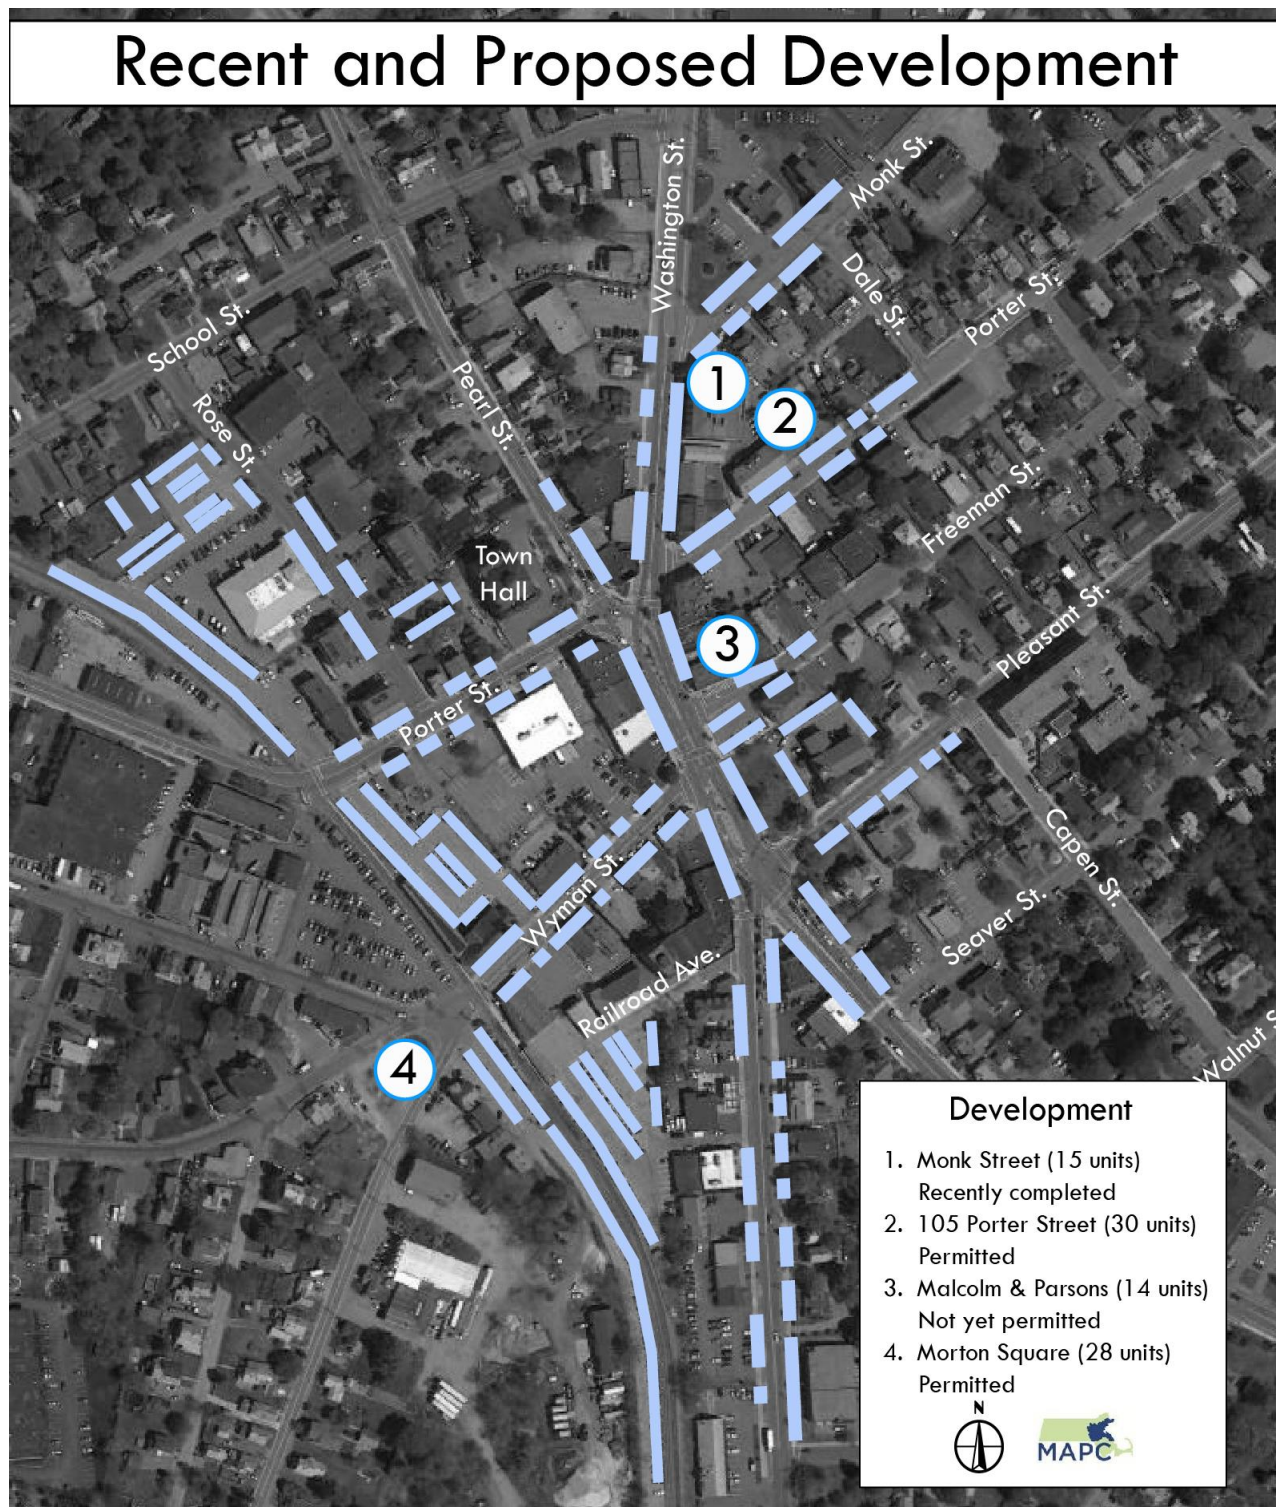 Recent and Proposed Development
Washington St.
Monk St.
Dale St.
Porter St.
School St.
Rose St.
Pearl St.
1
2
Freeman St.
Town
Hall
3
Pleasant St.
Porter St.
Capen St.
Wyman St.
Seaver St.
Railroad Ave.
4
Walnut S
Development
1. Monk Street (15 units)
Recently completed
2. 105 Porter Street (30 units)
Permitted
3. Malcolm & Parsons (14 units)
Not yet permitted
4. Morton Square (28 units)
Permitted
N
MAPC